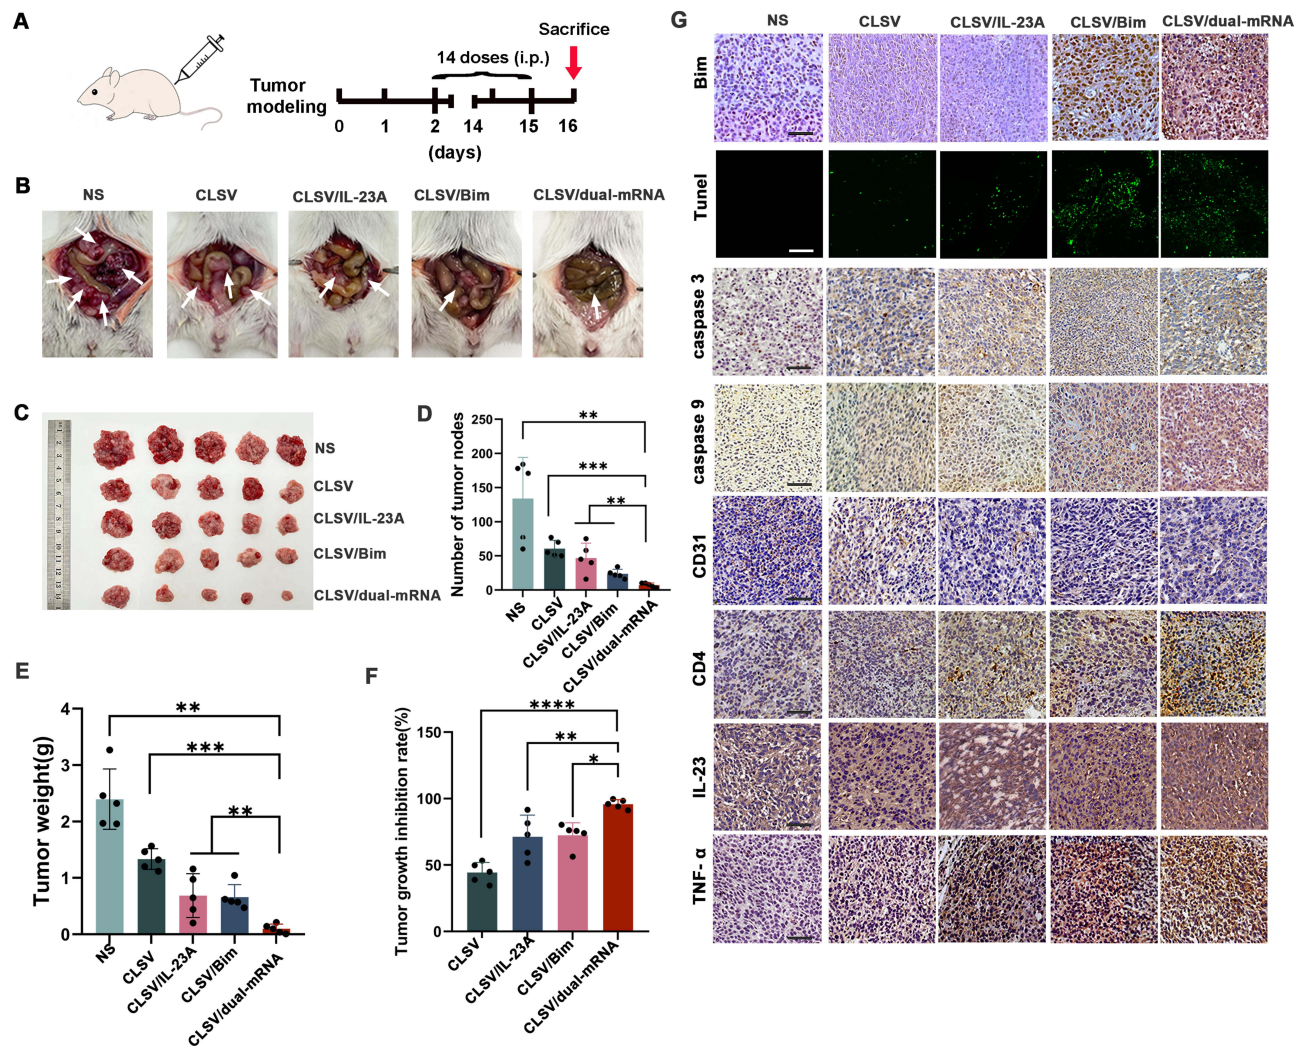 A
Sacrifice
14 doses (i.p.)
Tumor
modeling
0 1 2 14 15 16
(days)
B
NS CLSV CLSV/IL-23A CLSV/Bim CLSV/dual-mRNA
C
NS
CLSV
CLSV/IL-23A
CLSV/Bim
CLSV/dual-mRNA
D
Number of tumor nodes
250
200
150
100
50
0
**
***
**
NS CLSV CLSV/IL-23A CLSV/Bim CLSV/dual-mRNA
E
Tumor weight(g)
4
3
2
1
0
**
***
**
NS CLSV CLSV/IL-23A CLSV/Bim CLSV/dual-mRNA
F
Tumor growth inhibition rate(%)
150
100
50
0
****
**
*
CLSV CLSV/IL-23A CLSV/Bim CLSV/dual-mRNA
G
NS CLSV CLSV/IL-23A CLSV/Bim CLSV/dual-mRNA
Bim
Tunel
caspase 3
caspase 9
CD31
CD4
IL-23
TNF- α